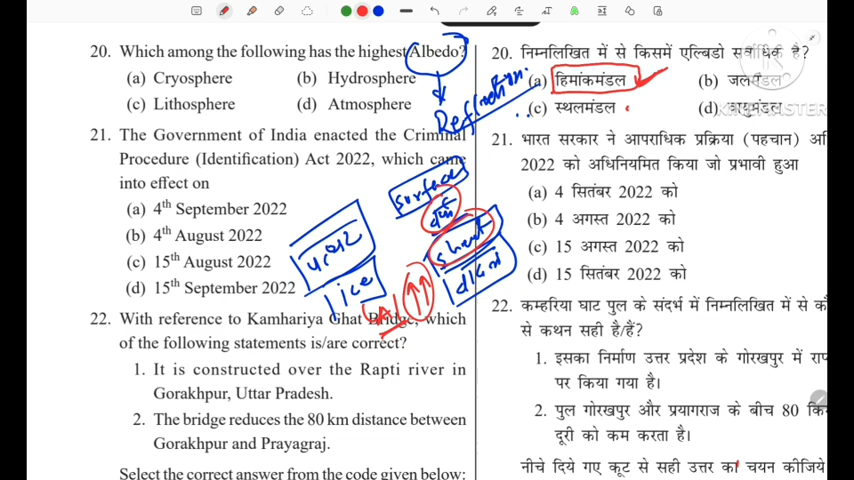 20. Which among the following has the highest Albedo?
(a) Cryosphere (b) Hydrosphere
(c) Lithosphere (d) Atmosphere
21. The Government of India enacted the Criminal
Procedure (Identification) Act 2022, which came
into effect on
(a) 4th September 2022
(b) 4th August 2022
(c) 15th August 2022
(d) 15th September 2022
22. With reference to Kamhariya Ghat Bridge, which
of the following statements is/are correct?
1. It is constructed over the Rapti river in
Gorakhpur, Uttar Pradesh.
2. The bridge reduces the 80 km distance between
Gorakhpur and Prayagraj.
Select the correct answer from the code given below:
Reflection
surface
ice
Al
20. निम्नलिखित में से किसमें एल्बिडो सर्वाधिक है?
(a) हिमांकमंडल (b) जलमंडल
(c) स्थलमंडल (d) वायुमंडल
21. भारत सरकार ने आपराधिक प्रक्रिया (पहचान) अ
2022 को अधिनियमित किया जो प्रभावी हुआ
(a) 4 सितंबर 2022 को
(b) 4 अगस्त 2022 को
(c) 15 अगस्त 2022 को
(d) 15 सितंबर 2022 को
22. कम्हरिया घाट पुल के संदर्भ में निम्नलिखित में से कौ
से कथन सही है/हैं?
1. इसका निर्माण उत्तर प्रदेश के गोरखपुर में राप
पर किया गया है।
2. पुल गोरखपुर और प्रयागराज के बीच 80 कि
दूरी को कम करता है।
नीचे दिये गए कूट से सही उत्तर का चयन कीजिये